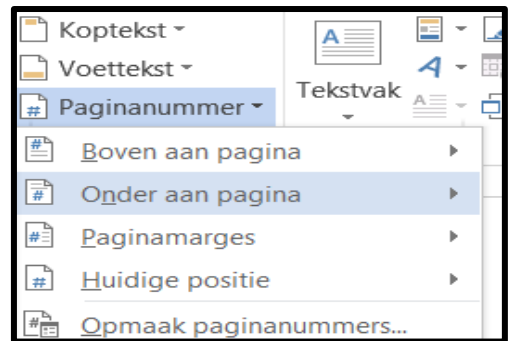 Koptekst
Voettekst
Paginanummer
Tekstvak
Boven aan pagina
Onder aan pagina
Paginamarges
Huidige positie
Opmaak paginanummers...